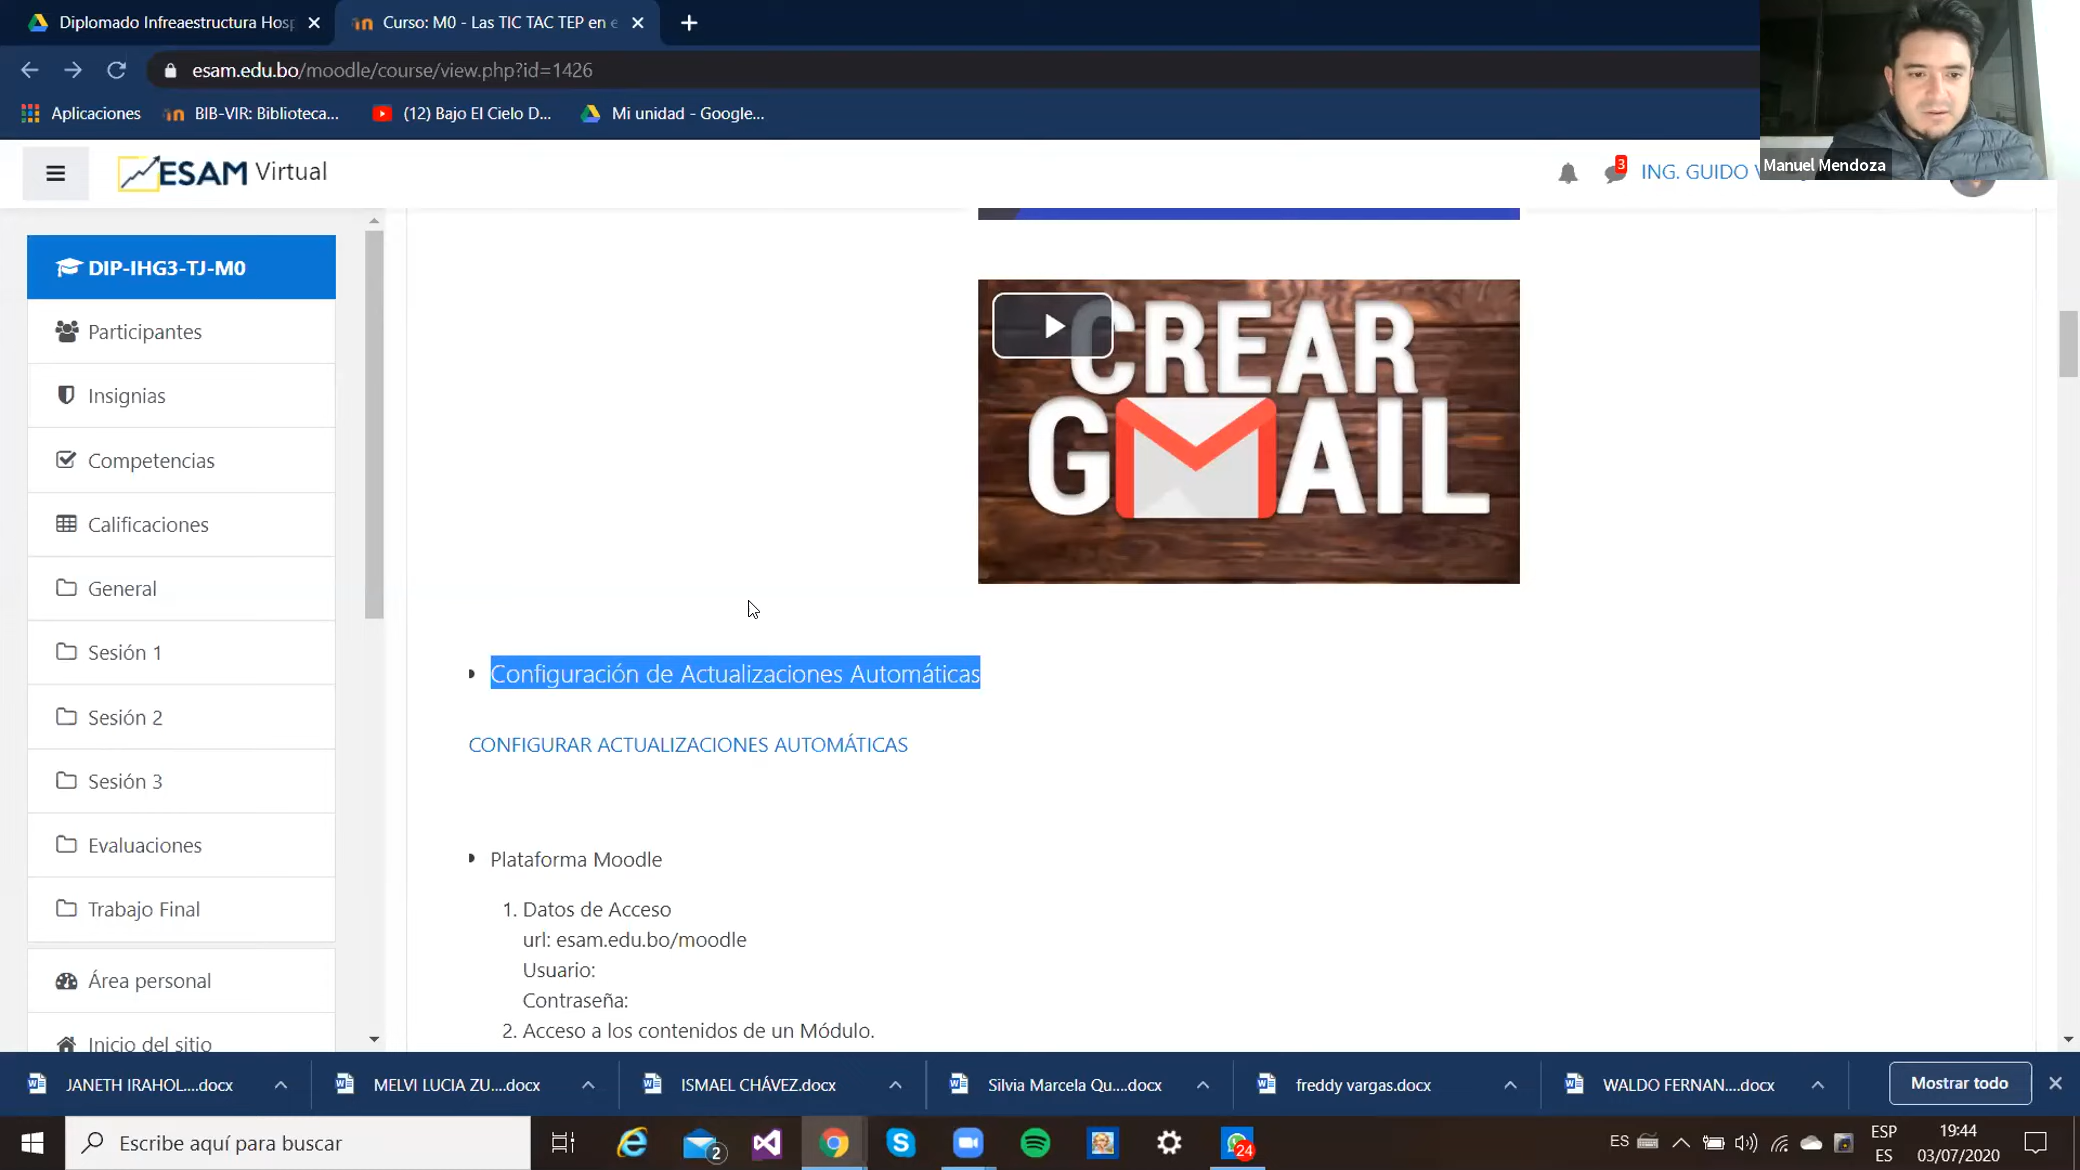 Diplomado Infreaestructura Hosp
Curso: M0 - Las TIC TAC TEP en e
esam.edu.bo/moodle/course/view.php?id=1426
Aplicaciones
BIB-VIR: Biblioteca...
(12) Bajo El Cielo D...
Mi unidad - Google...
Manuel Mendoza
ESAM Virtual
3
ING. GUIDO
DIP-IHG3-TJ-M0
Participantes
Insignias
Competencias
Calificaciones
General
Sesión 1
Sesión 2
Sesión 3
Evaluaciones
Trabajo Final
Área personal
Inicio del sitio
CREAR
GMAIL
Configuración de Actualizaciones Automáticas
CONFIGURAR ACTUALIZACIONES AUTOMÁTICAS
Plataforma Moodle
1. Datos de Acceso
url: esam.edu.bo/moodle
Usuario:
Contraseña:
2. Acceso a los contenidos de un Módulo.
JANETH IRAHOL....docx
MELVI LUCIA ZU....docx
ISMAEL CHÁVEZ.docx
Silvia Marcela Qu....docx
freddy vargas.docx
WALDO FERNAN....docx
Mostrar todo
Escribe aquí para buscar
2
24
ES
ESP
ES
19:44
03/07/2020